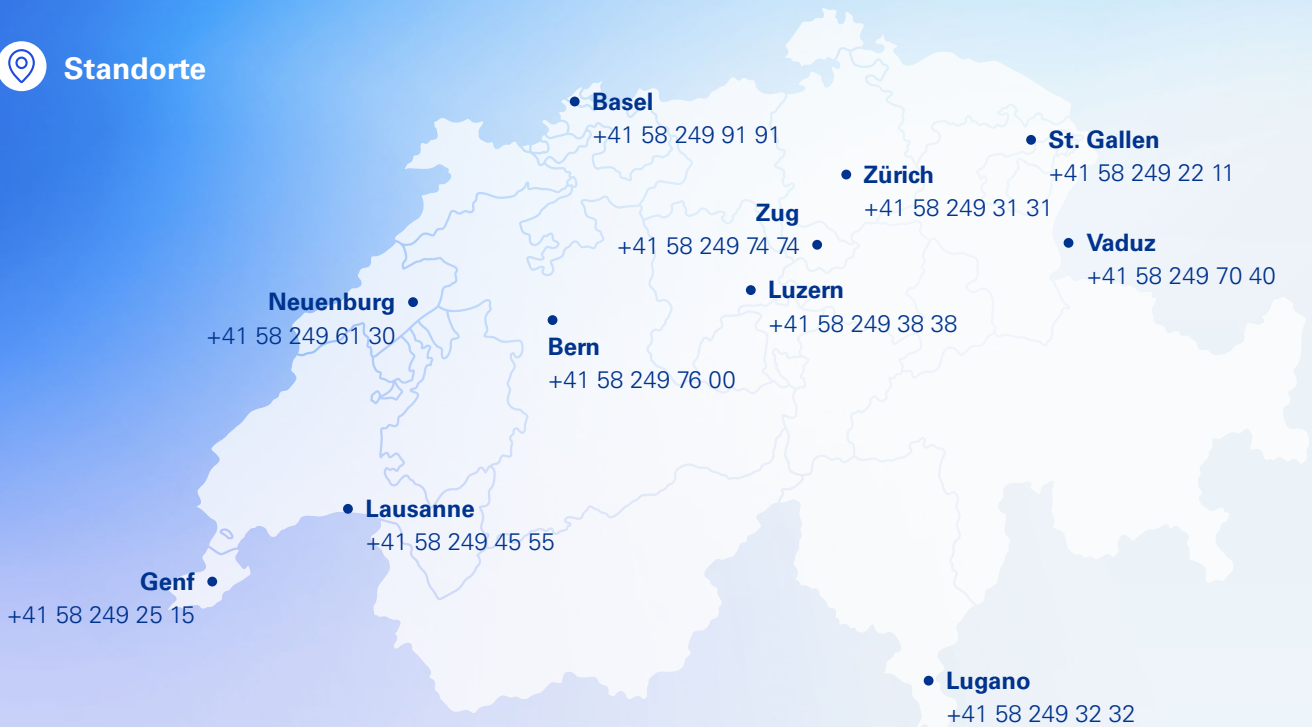 Standorte
Basel
+41 58 249 91 91
St. Gallen
+41 58 249 22 11
Zürich
+41 58 249 31 31
Zug
+41 58 249 74 74
Vaduz
+41 58 249 70 40
Luzern
+41 58 249 38 38
Neuenburg
+41 58 249 61 30
Bern
+41 58 249 76 00
Lausanne
+41 58 249 45 55
Genf
+41 58 249 25 15
Lugano
+41 58 249 32 32